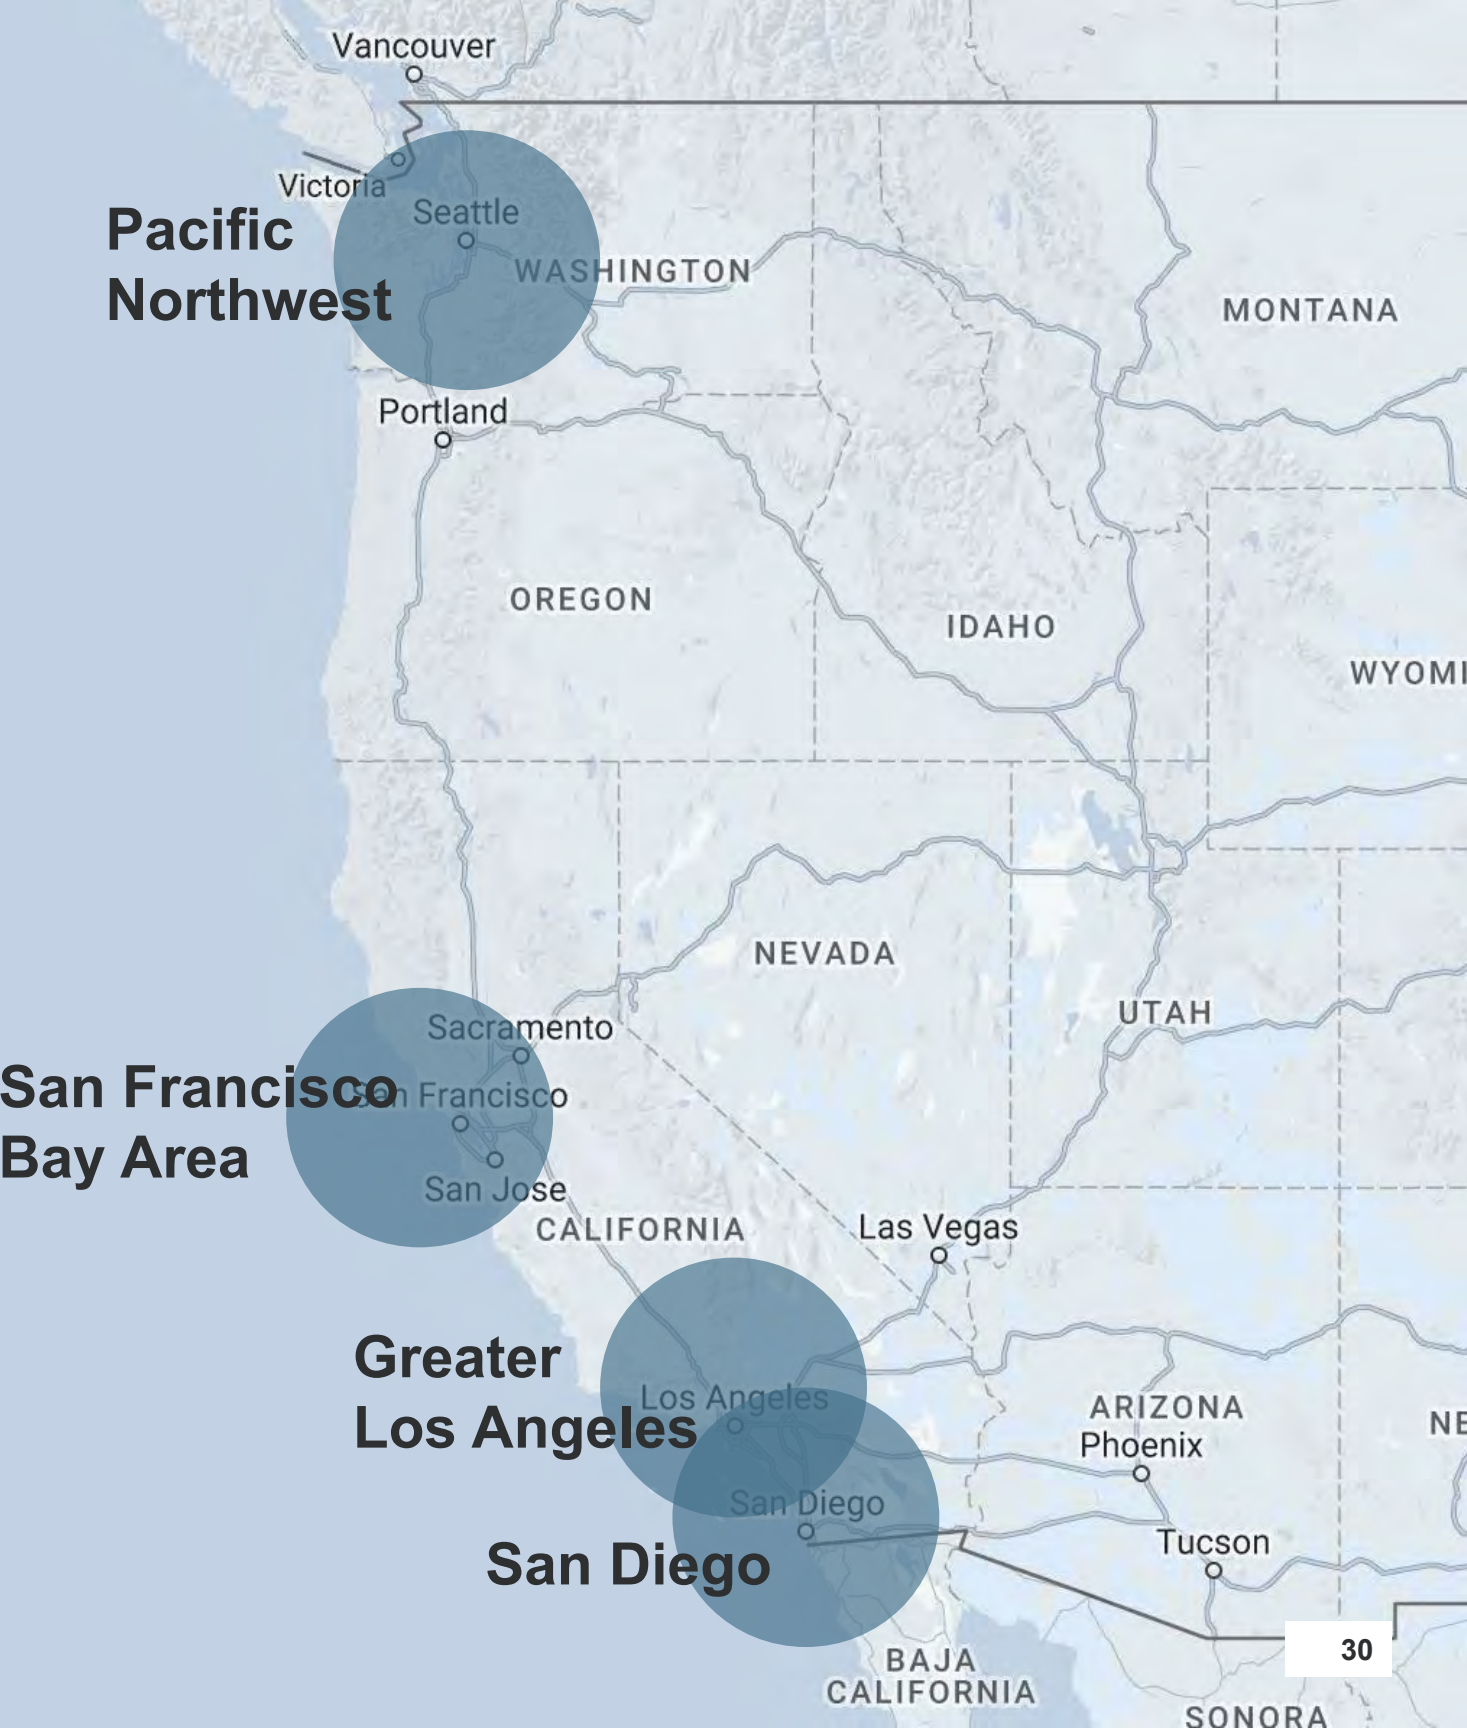 Vancouver
Victoria
Seattle
Pacific
Northwest
WASHINGTON
MONTANA
Portland
OREGON
IDAHO
WYOMI
NEVADA
UTAH
Sacramento
San Francisco
Bay Area
San Francisco
San Jose
CALIFORNIA
Las Vegas
Greater
Los Angeles
Los Angeles
ARIZONA
NE
Phoenix
San Diego
San Diego
Tucson
30
BAJA
CALIFORNIA
SONORA